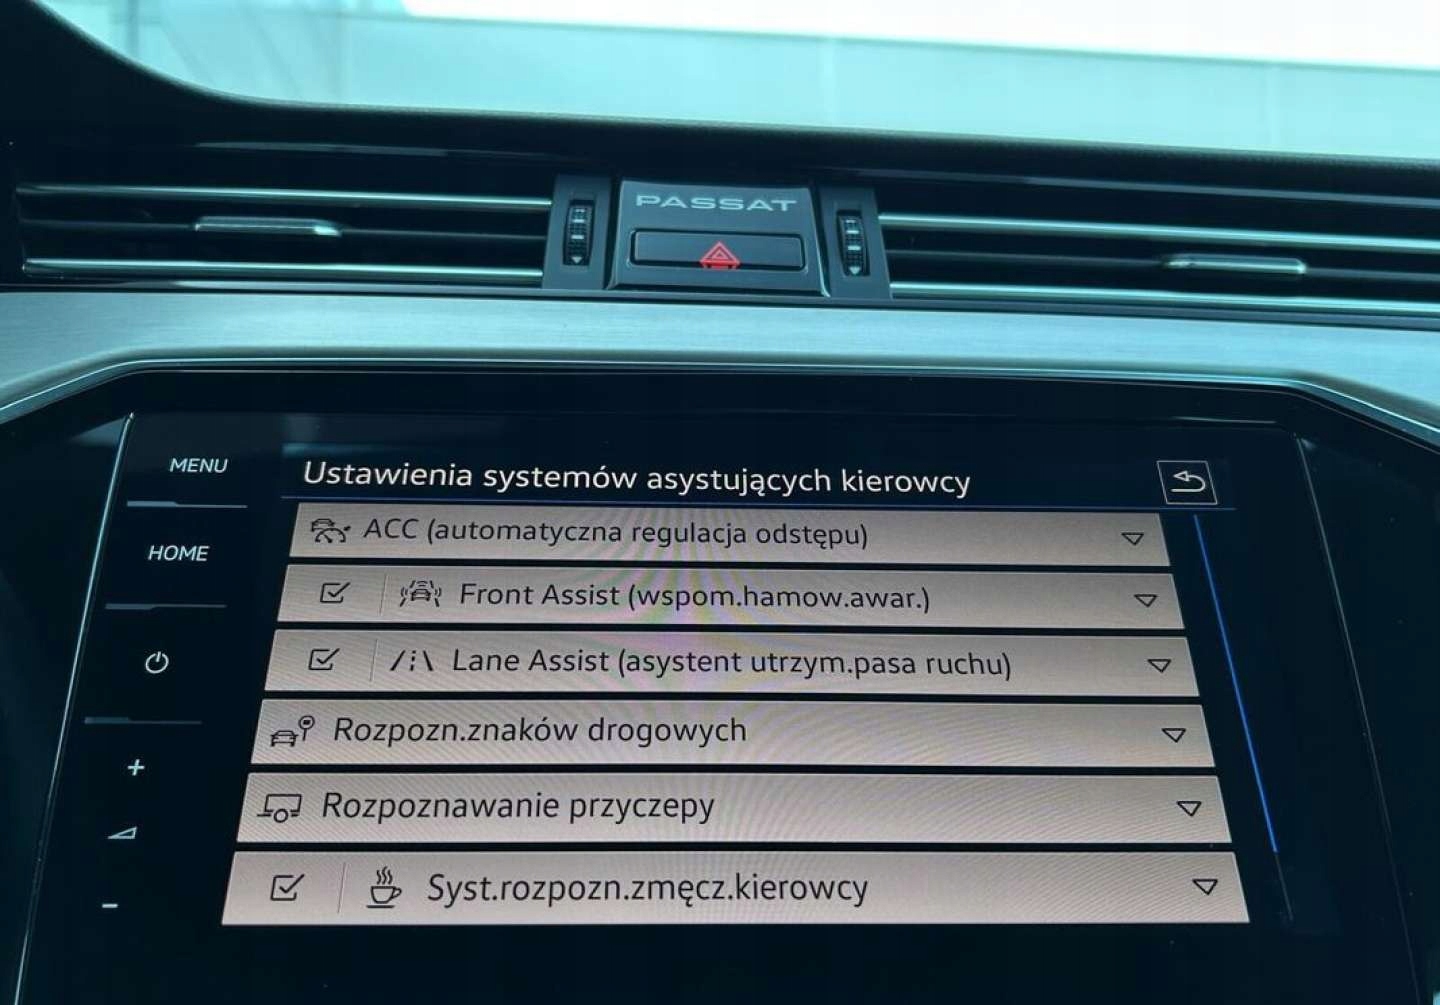 PASSAT
MENU
Ustawienia systemów asystujących kierowcy
ACC (automatyczna regulacja odstępu)
HOME
Front Assist (wspom.hamow.awar.)
Lane Assist (asystent utrzym.pasa ruchu)
Rozpozn.znaków drogowych
+
Rozpoznawanie przyczepy
Syst.rozpozn.zmęcz.kierowcy
-